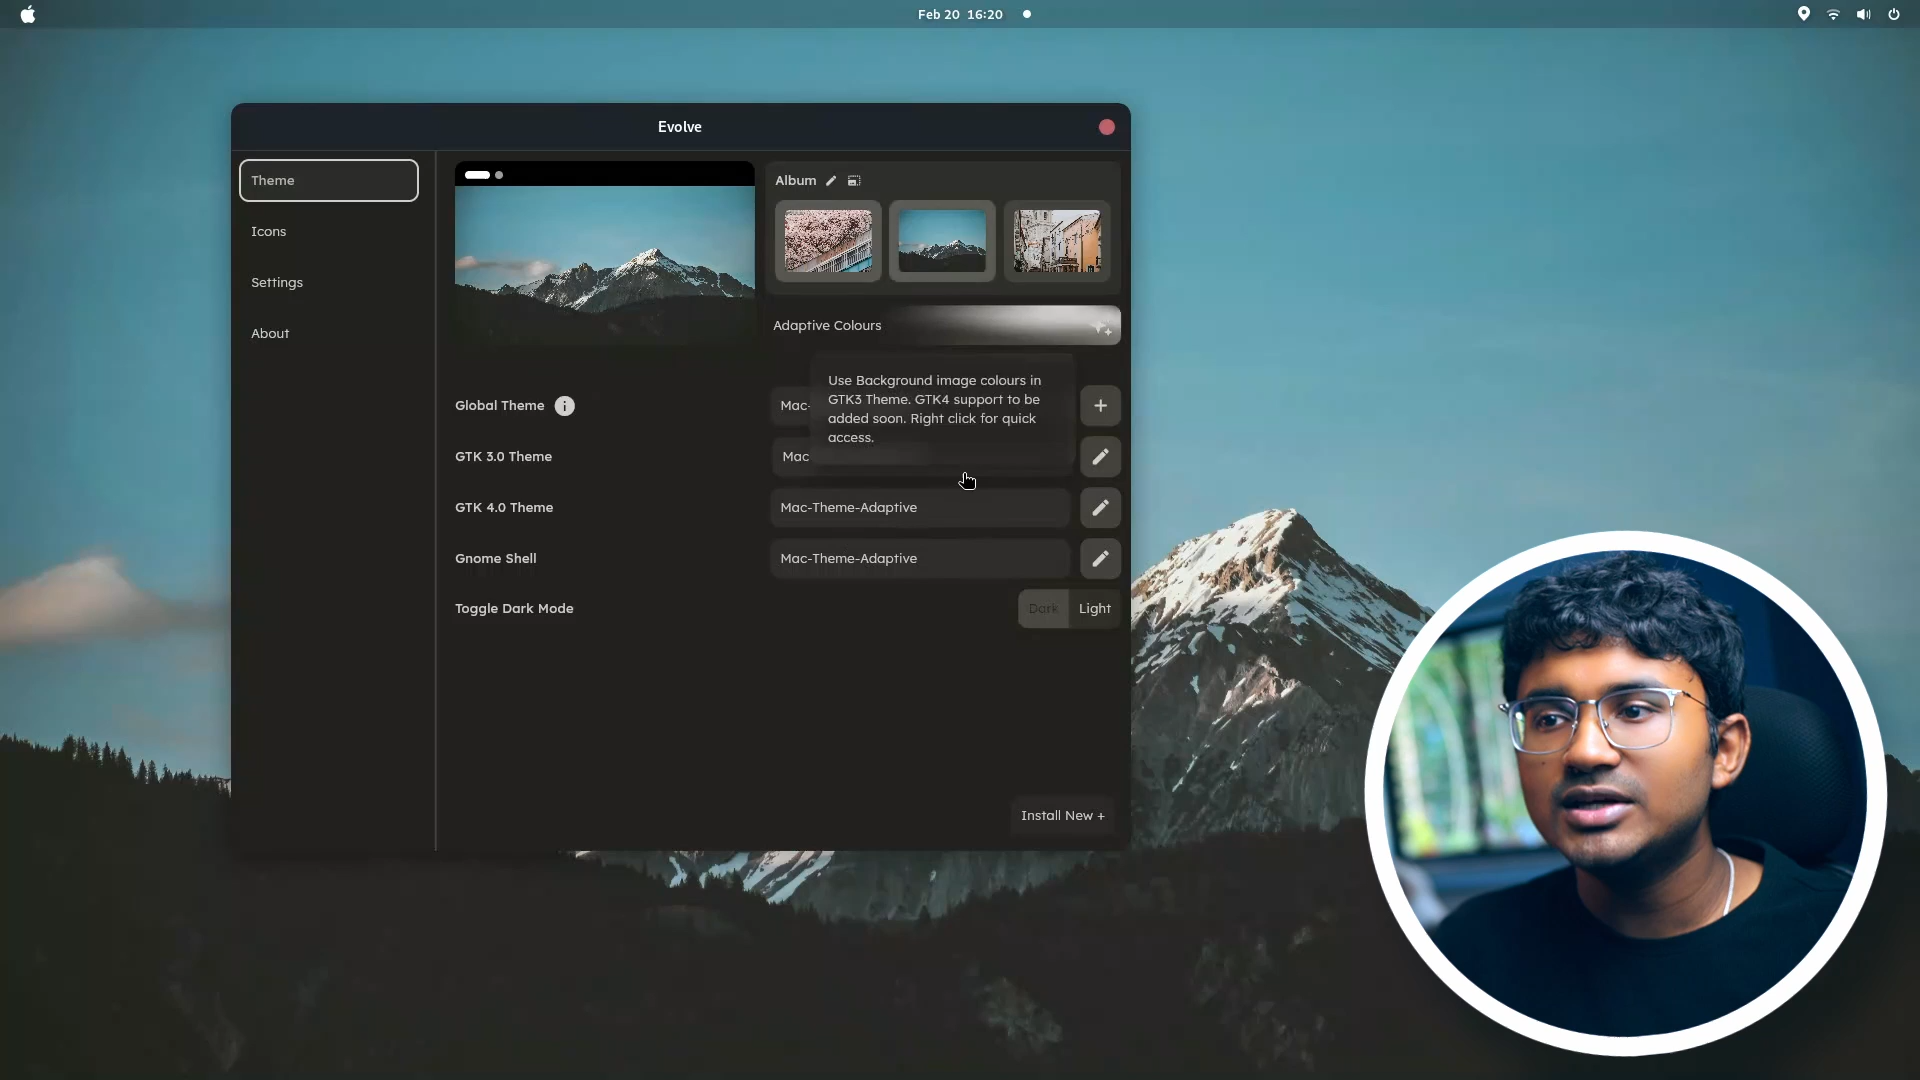 Feb 20 16:20
Evolve
Theme
Icons
Settings
About
Album
Adaptive Colours
Use Background image colours in
GTK3 Theme. GTK4 support to be
added soon. Right click for quick
access.
Global Theme
Mac-
GTK 3.0 Theme
Mac
GTK 4.0 Theme
Mac-Theme-Adaptive
Gnome Shell
Mac-Theme-Adaptive
Toggle Dark Mode
Dark
Light
Install New +